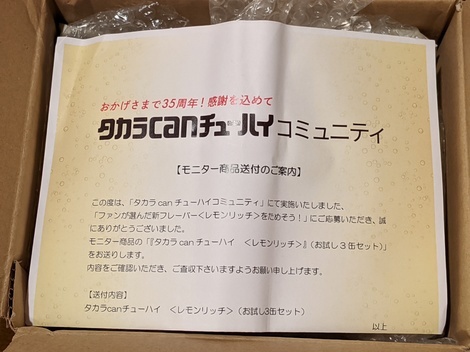 おかげさまで35周年！感謝を込めて
タカラcanチューハイコミュニティ
【モニター商品送付のご案内】
この度は、「タカラ can チューハイコミュニティ」にて実施いたしました、
「ファンが選んだ新フレーバー<レモンリッチ>をためそう！」にご応募いただき、誠
にありがとうございました。
モニター商品の『タカラ can チューハイ　<レモンリッチ>』（お試し３缶セット）」
をお送りします。
内容をご確認いただき、ご査収下さいますようお願い申し上げます。
【送付内容】
タカラcanチューハイ　<レモンリッチ>（お試し3缶セット）
以上